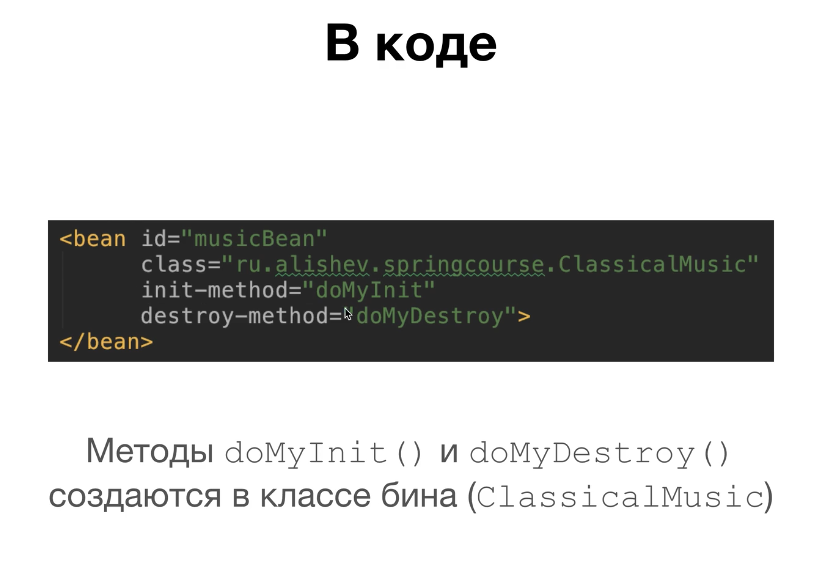 В коде
<bean id="musicBean"
class="ru.alishev.springcourse.ClassicalMusic"
init-method="doMyInit"
destroy-method="doMyDestroy">
</bean>
Методы doMyInit() и doMyDestroy()
создаются в классе бина (ClassicalMusic)